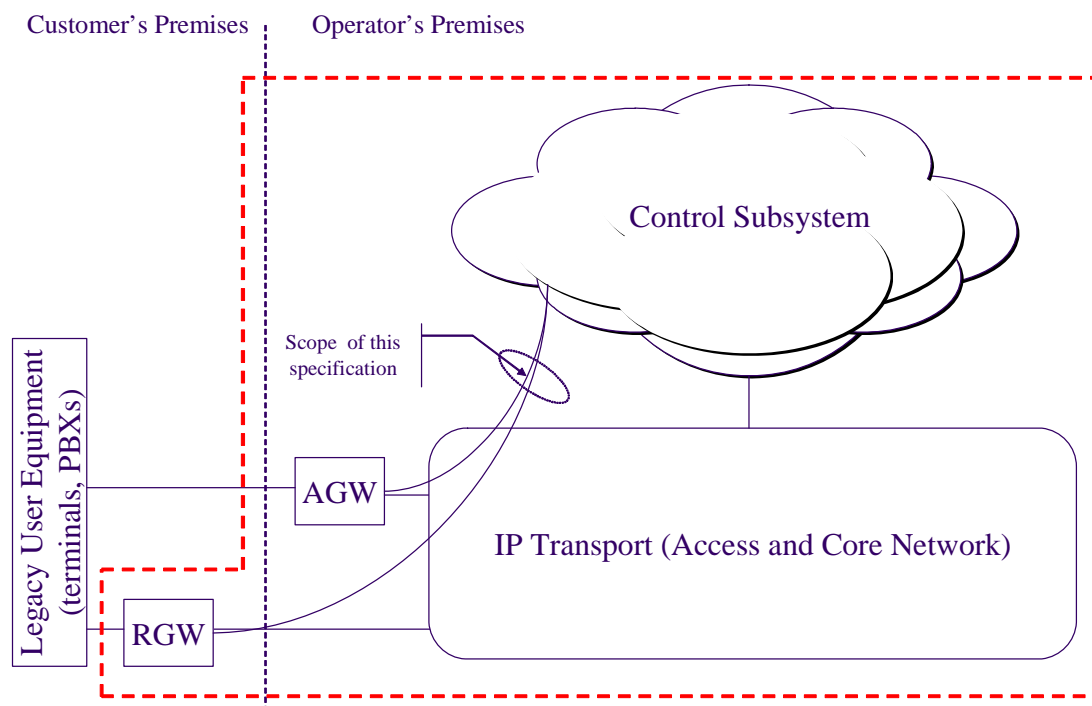 Customer's Premises
Operator's Premises
Control Subsystem
Scope of this
specification
Legacy User Equipment
(terminals, PBXs)
AGW
IP Transport (Access and Core Network)
RGW